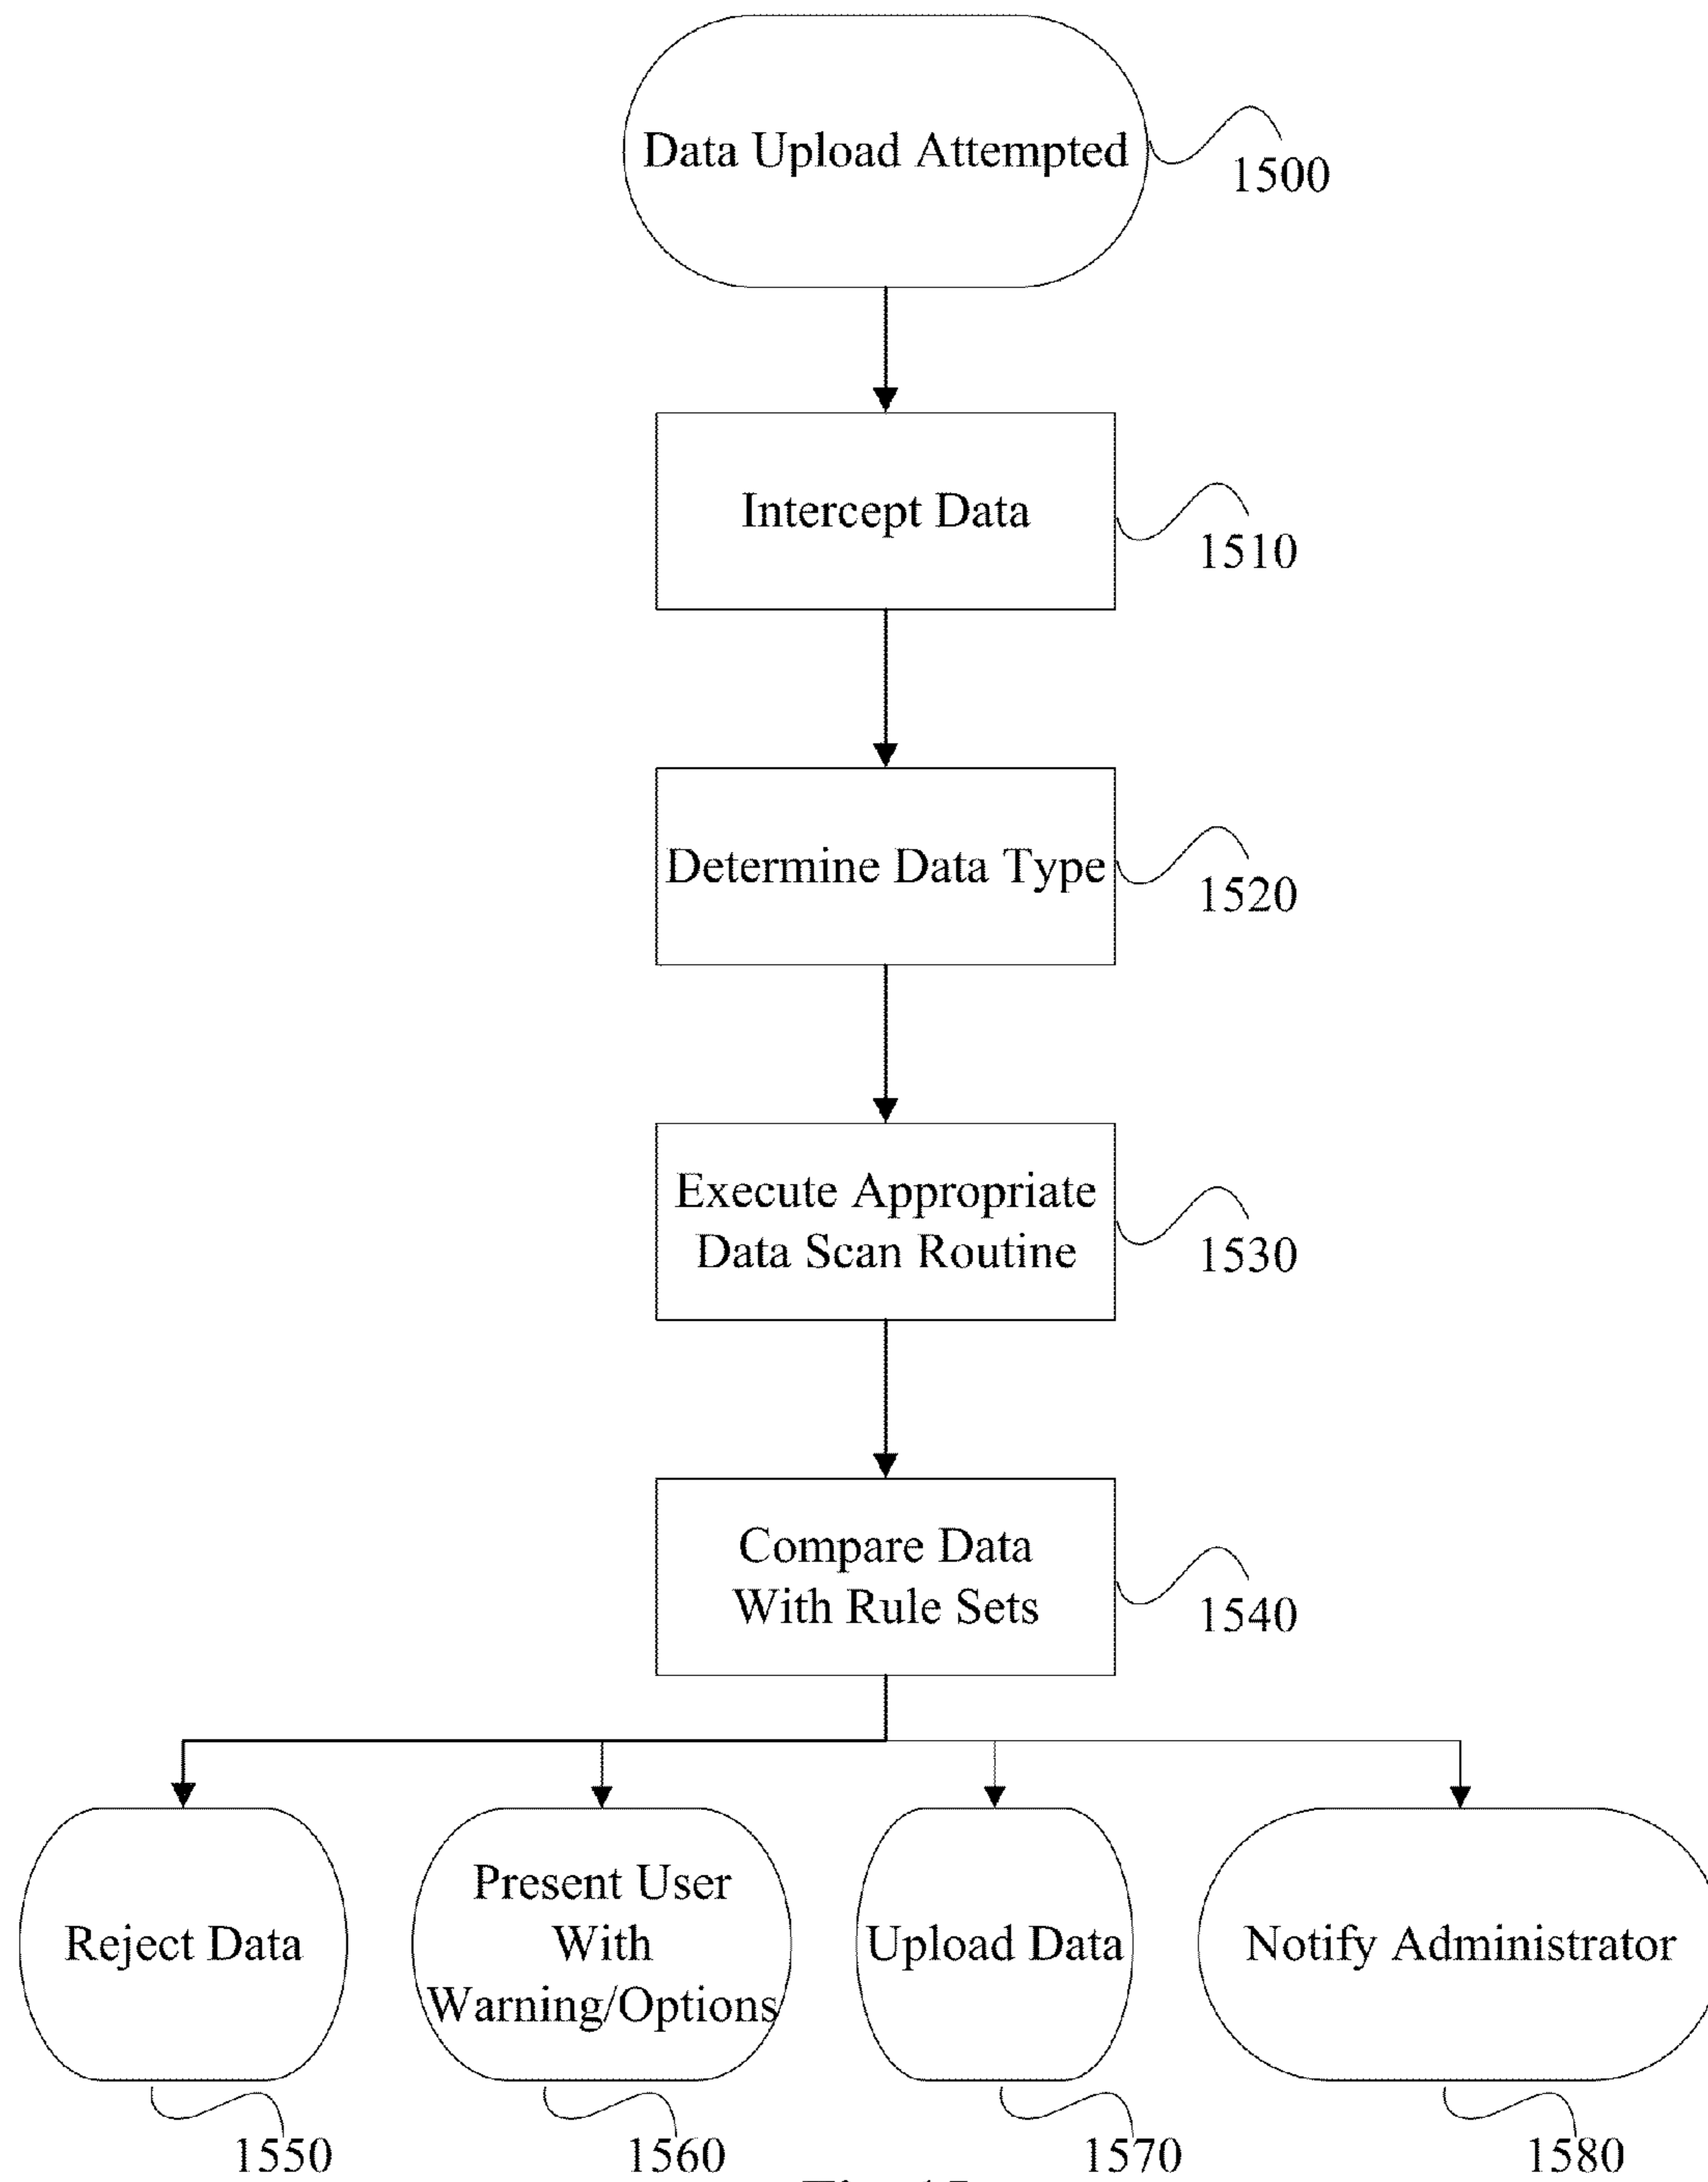 Data Upload Attempted
1500
Intercept Data
1510
Determine Data Type
1520
Execute Appropriate
Data Scan Routine
1530
Compare Data
With Rule Sets
1540
Reject Data
Present User
With
Warning/Options
Upload Data
Notify Administrator
1550
1560
1570
1580